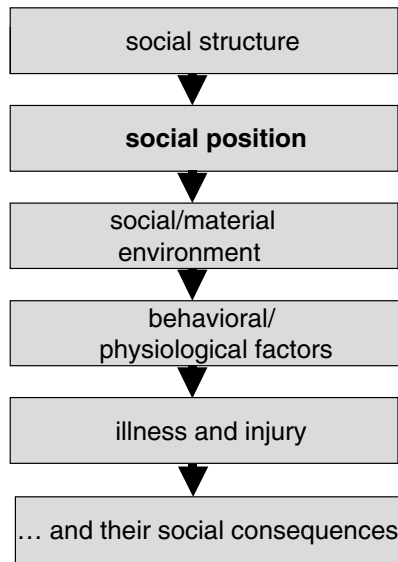 social structure
social position
social/material
environment
behavioral/
physiological factors
illness and injury
… and their social consequences